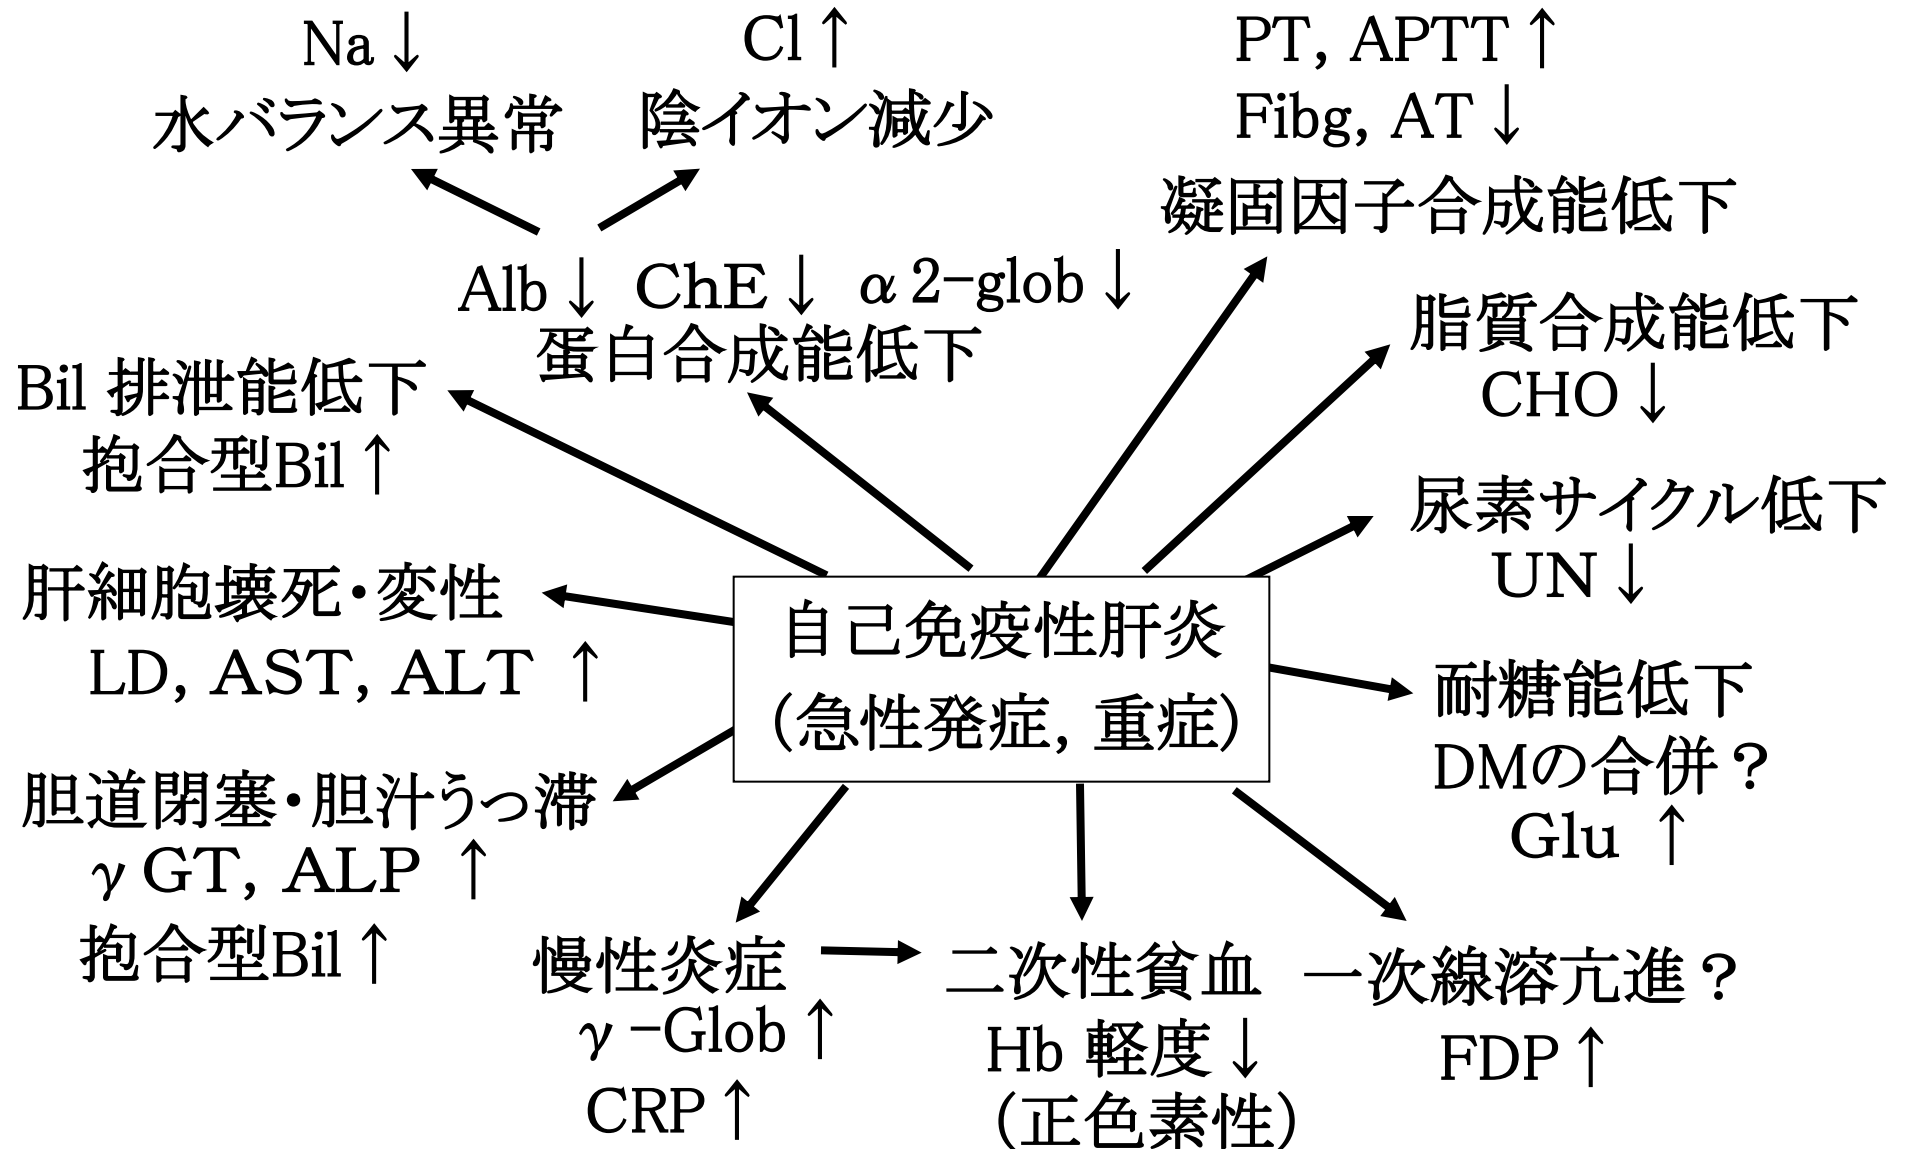 Na↓
水バランス異常
Cl↑
陰イオン減少
PT, APTT↑
Fibg, AT↓
凝固因子合成能低下
Alb↓ ChE↓ α2-glob↓
蛋白合成能低下
脂質合成能低下
CHO↓
Bil 排泄能低下
抱合型Bil↑
尿素サイクル低下
UN↓
肝細胞壊死・変性
LD, AST, ALT ↑
自己免疫性肝炎
（急性発症, 重症）
耐糖能低下
DMの合併？
Glu ↑
胆道閉塞・胆汁うっ滞
γGT, ALP ↑
抱合型Bil↑
慢性炎症
γ-Glob↑
CRP↑
二次性貧血
Hb 軽度↓
（正色素性）
一次線溶亢進？
FDP↑